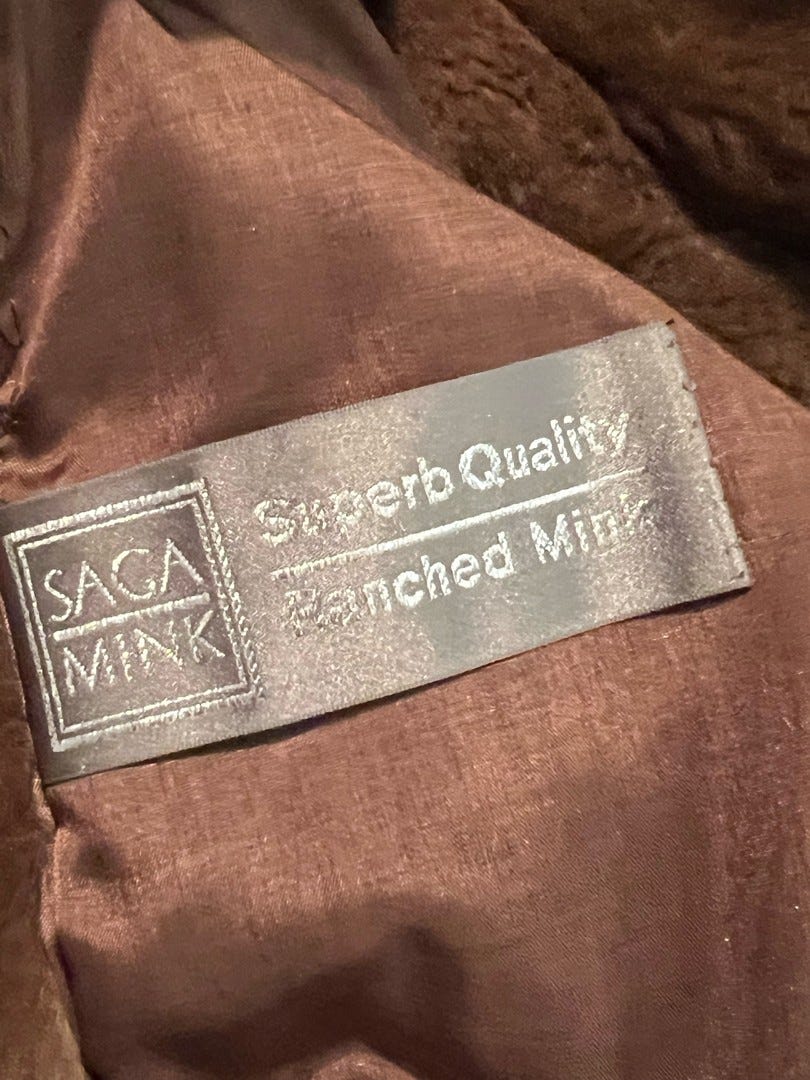 SAGA
MINK
Superb Quality
Ranched Mink